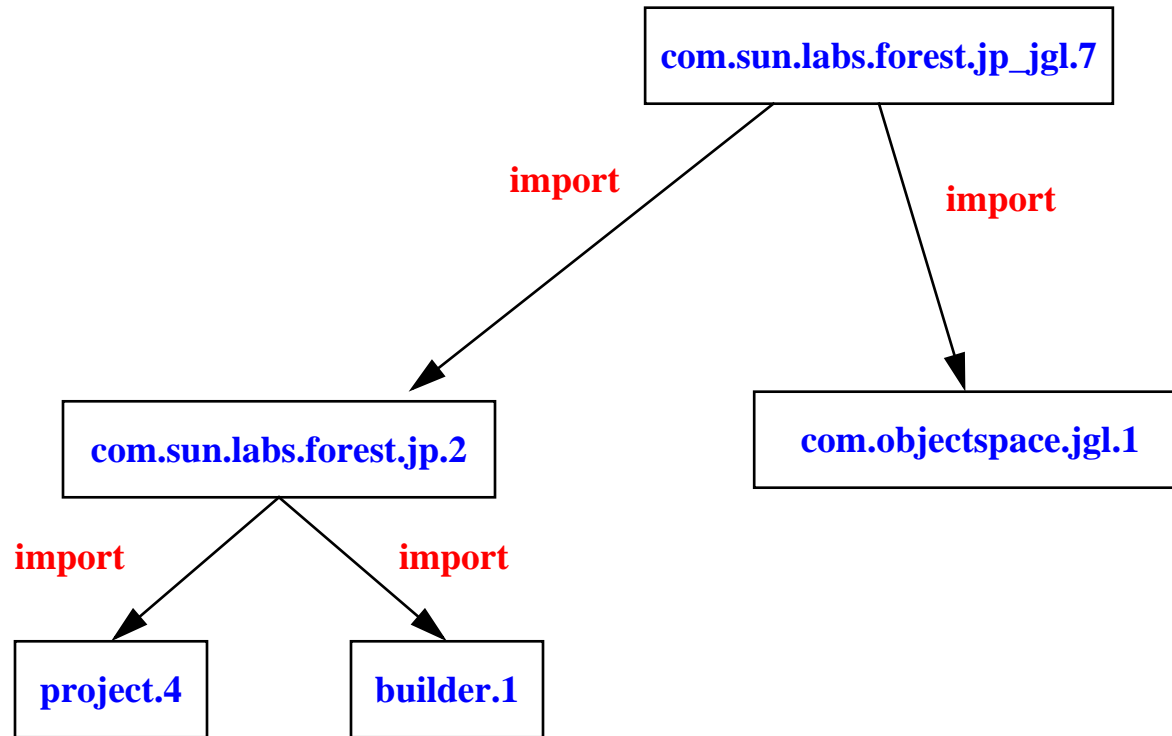 com.sun.labs.forest.jp_jgl.7
import
import
com.sun.labs.forest.jp.2
com.objectspace.jgl.1
import
import
project.4
builder.1